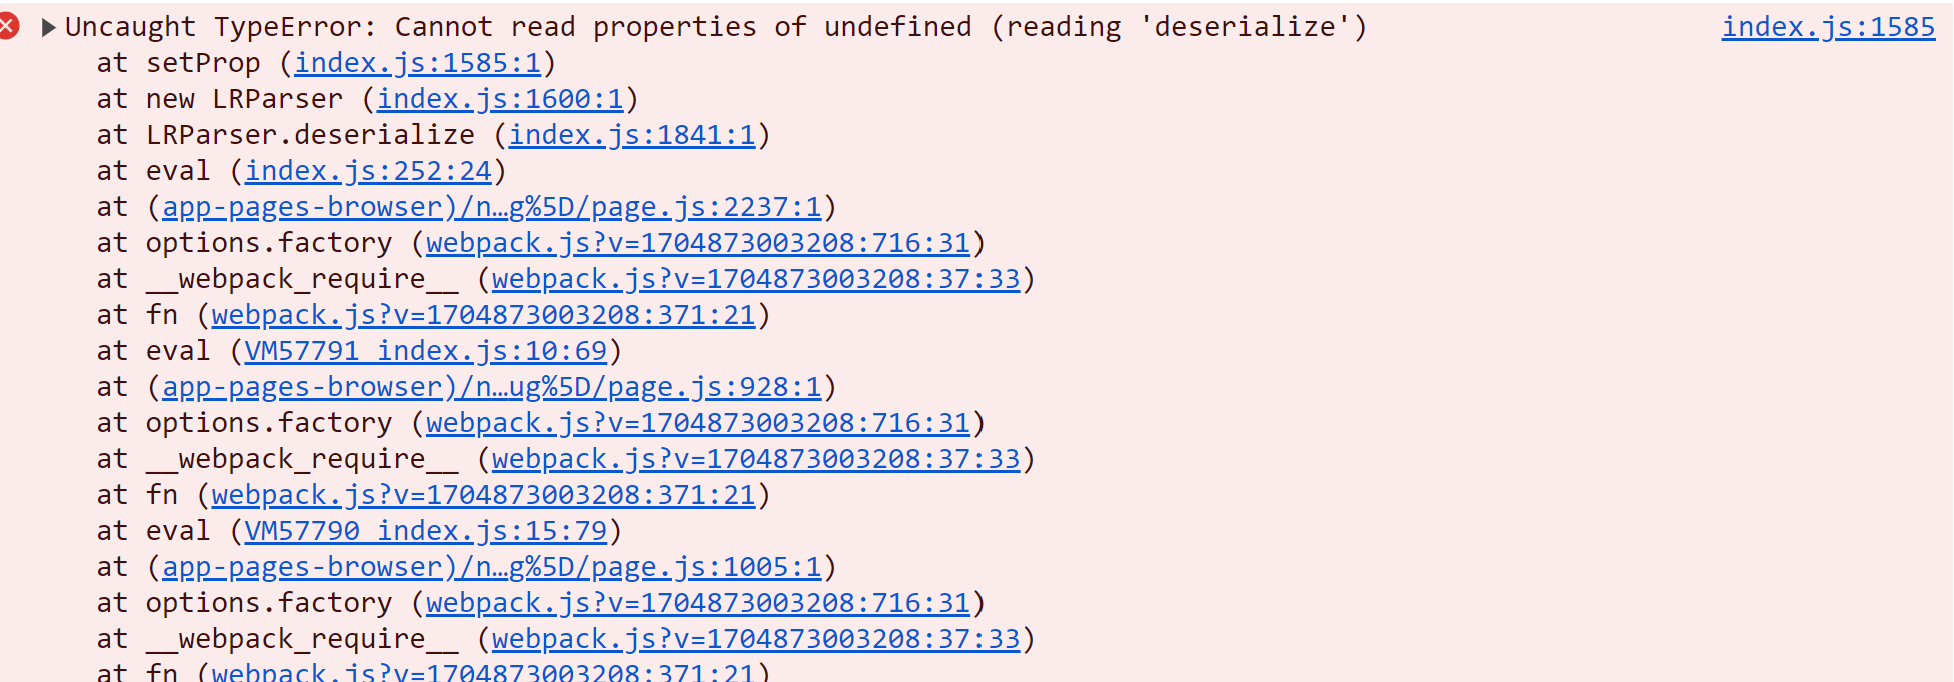 Uncaught TypeError: Cannot read properties of undefined (reading 'deserialize') index.js:1585
at setProp (index.js:1585:1)
at new LRParser (index.js:1600:1)
at LRParser.deserialize (index.js:1841:1)
at eval (index.js:252:24)
at (app-pages-browser)/n…g%5D/page.js:2237:1)
at options.factory (webpack.js?v=1704873003208:716:31)
at __webpack_require__ (webpack.js?v=1704873003208:37:33)
at fn (webpack.js?v=1704873003208:371:21)
at eval (VM57791 index.js:10:69)
at (app-pages-browser)/n…ug%5D/page.js:928:1)
at options.factory (webpack.js?v=1704873003208:716:31)
at __webpack_require__ (webpack.js?v=1704873003208:37:33)
at fn (webpack.js?v=1704873003208:371:21)
at eval (VM57790 index.js:15:79)
at (app-pages-browser)/n…g%5D/page.js:1005:1)
at options.factory (webpack.js?v=1704873003208:716:31)
at __webpack_require__ (webpack.js?v=1704873003208:37:33)
at fn (webpack.js?v=1704873003208:371:21)